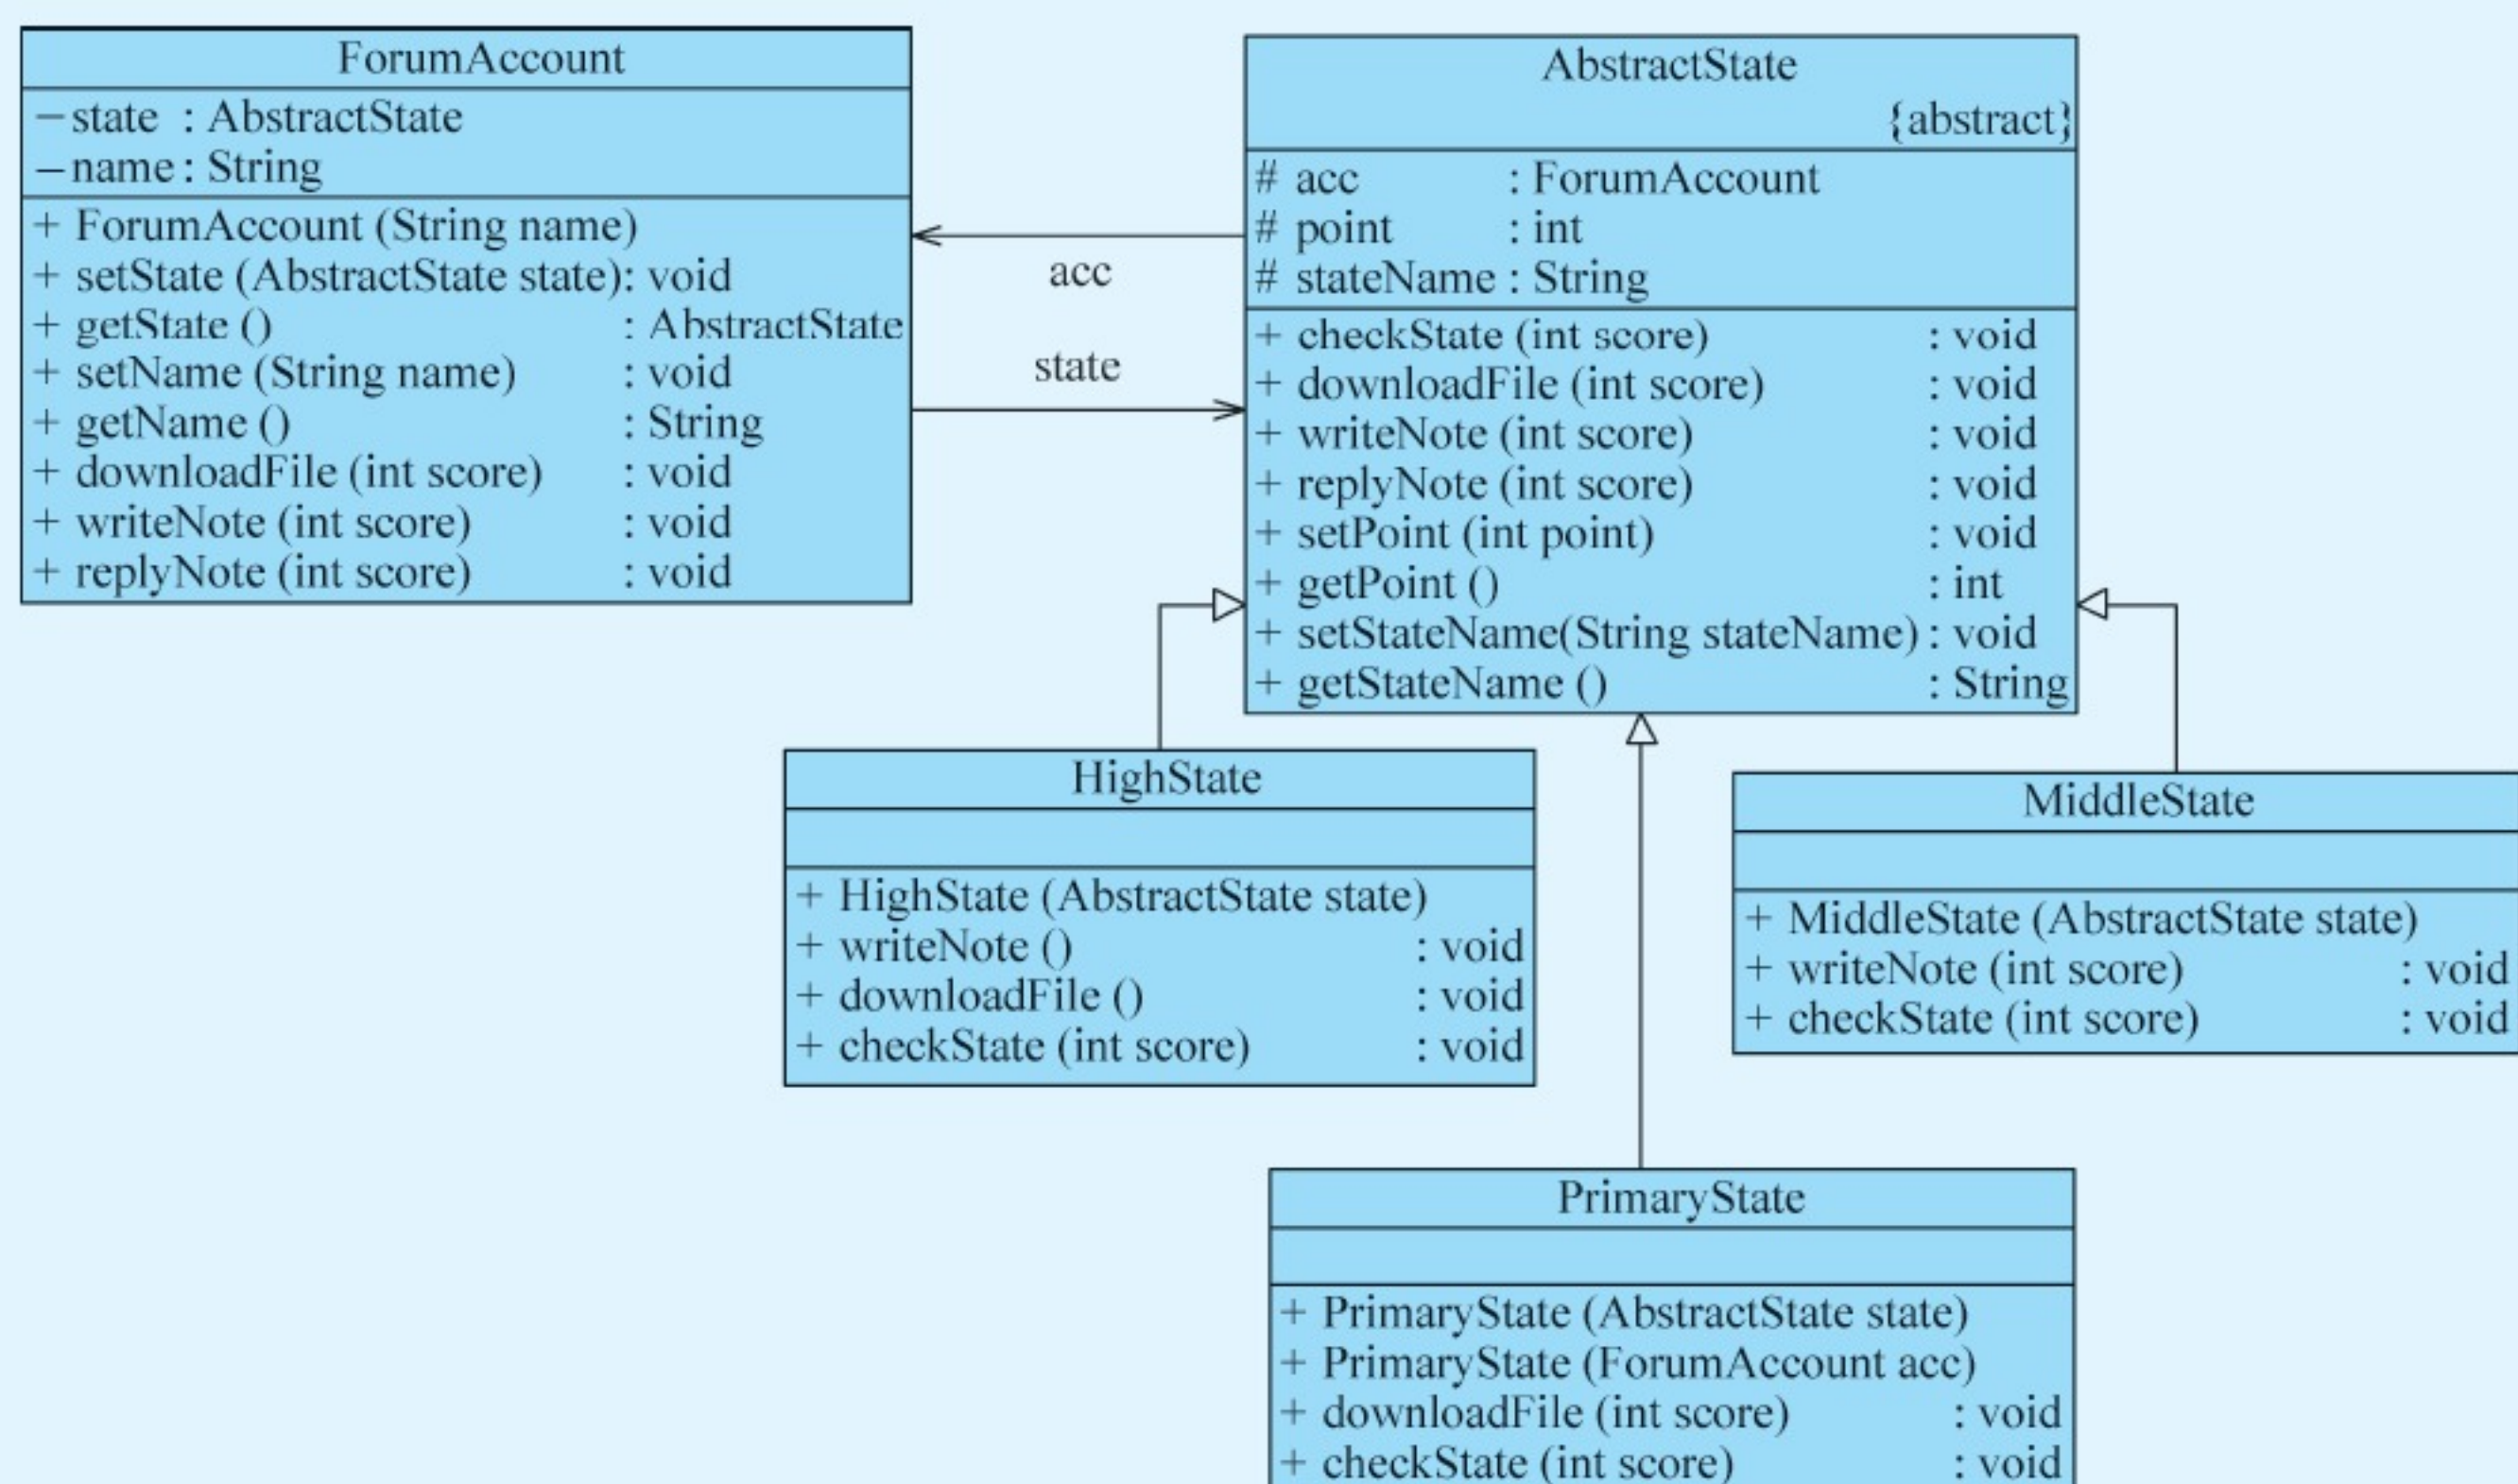 ForumAccount
− state : AbstractState
− name : String
+ ForumAccount (String name)
+ setState (AbstractState state): void
+ getState () : AbstractState
+ setName (String name) : void
+ getName () : String
+ downloadFile (int score) : void
+ writeNote (int score) : void
+ replyNote (int score) : void
acc
state
AbstractState
{abstract}
# acc : ForumAccount
# point : int
# stateName : String
+ checkState (int score) : void
+ downloadFile (int score) : void
+ writeNote (int score) : void
+ replyNote (int score) : void
+ setPoint (int point) : void
+ getPoint () : int
+ setStateName(String stateName) : void
+ getStateName () : String
HighState
+ HighState (AbstractState state)
+ writeNote () : void
+ downloadFile () : void
+ checkState (int score) : void
MiddleState
+ MiddleState (AbstractState state)
+ writeNote (int score) : void
+ checkState (int score) : void
PrimaryState
+ PrimaryState (AbstractState state)
+ PrimaryState (ForumAccount acc)
+ downloadFile (int score) : void
+ checkState (int score) : void